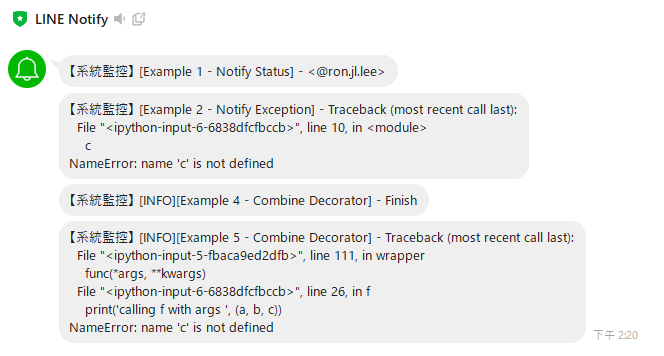 LINE Notify
【系統監控】[Example 1 - Notify Status] - <@ron.jl.lee>
【系統監控】[Example 2 - Notify Exception] - Traceback (most recent call last):
File "<ipython-input-6-6838dfcfbccb>", line 10, in <module>
c
NameError: name 'c' is not defined
【系統監控】[INFO][Example 4 - Combine Decorator] - Finish
【系統監控】[INFO][Example 5 - Combine Decorator] - Traceback (most recent call last):
File "<ipython-input-5-fbaca9ed2dfb>", line 111, in wrapper
func(*args, **kwargs)
File "<ipython-input-6-6838dfcfbccb>", line 26, in f
print('calling f with args ', (a, b, c))
NameError: name 'c' is not defined
下午 2:20